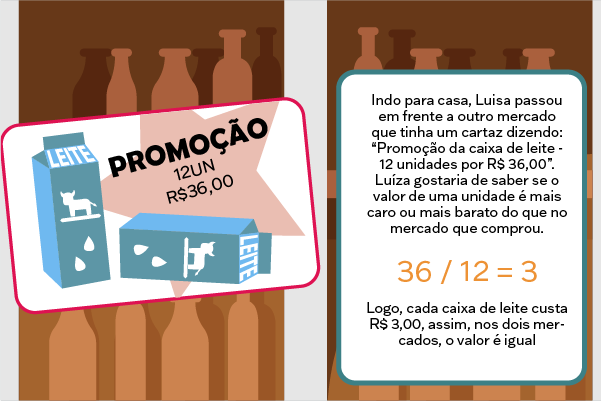 PROMOÇÃO
12UN
R$36,00
LEITE
LEITE
Indo para casa, Luisa passou
em frente a outro mercado
que tinha um cartaz dizendo:
“Promoção da caixa de leite -
12 unidades por R$ 36,00”.
Luíza gostaria de saber se o
valor de uma unidade é mais
caro ou mais barato do que no
mercado que comprou.
36 / 12 = 3
Logo, cada caixa de leite custa
R$ 3,00, assim, nos dois mer-
cados, o valor é igual